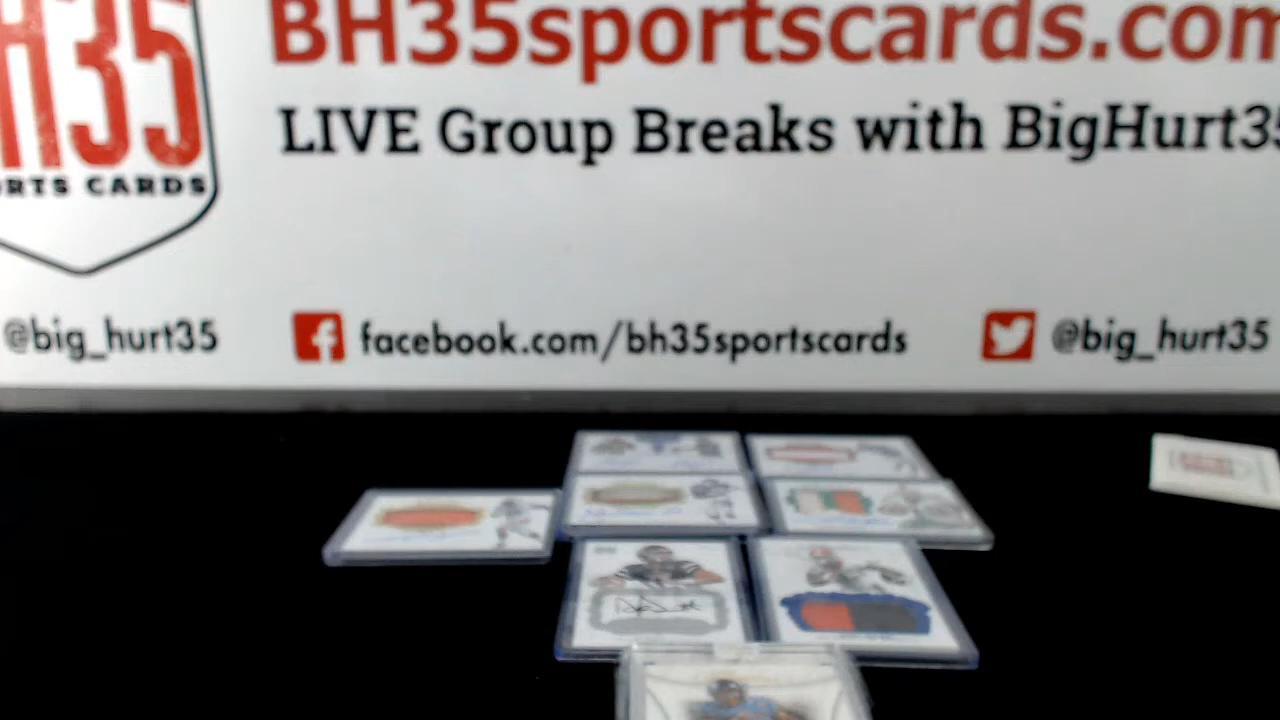 H35
RTS CARDS
BH35sportscards.com
LIVE Group Breaks with BigHurt35
@big_hurt35
facebook.com/bh35sportscards
@big_hurt35